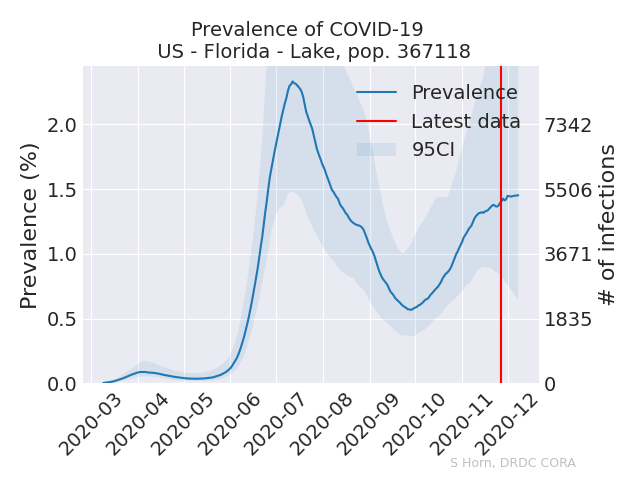 Prevalence of COVID-19
US - Florida - Lake, pop. 367118
Prevalence
Latest data
95CI
Prevalence (%)
2.0
1.5
1.0
0.5
0.0
7342
5506
3671
1835
0
# of infections
2020-03
2020-04
2020-05
2020-06
2020-07
2020-08
2020-09
2020-10
2020-11
2020-12
S Horn, DRDC CORA